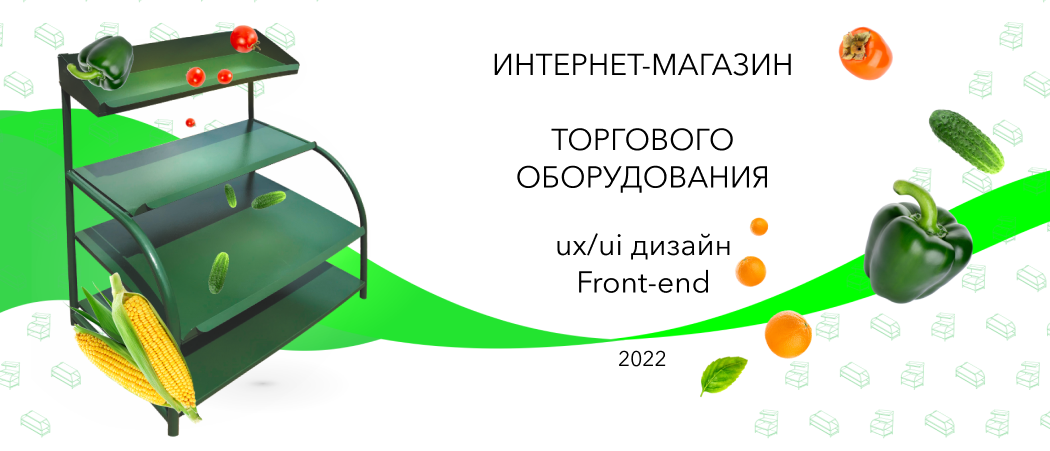 ИНТЕРНЕТ-МАГАЗИН
ТОРГОВОГО
ОБОРУДОВАНИЯ
ux/ui дизайн
Front-end
2022